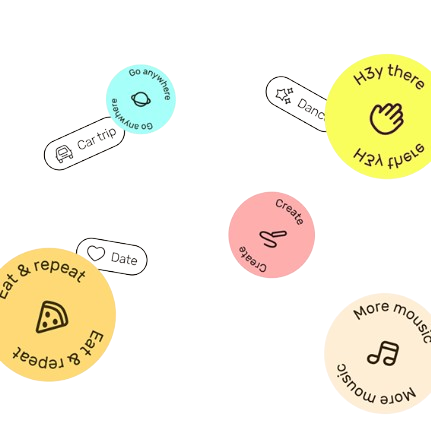 Go anywhere
Go anywhere
Car trip
H3y there
H3y there
Create
Create
Date
Eat & repeat
Eat & repeat
More mousic
More mousic